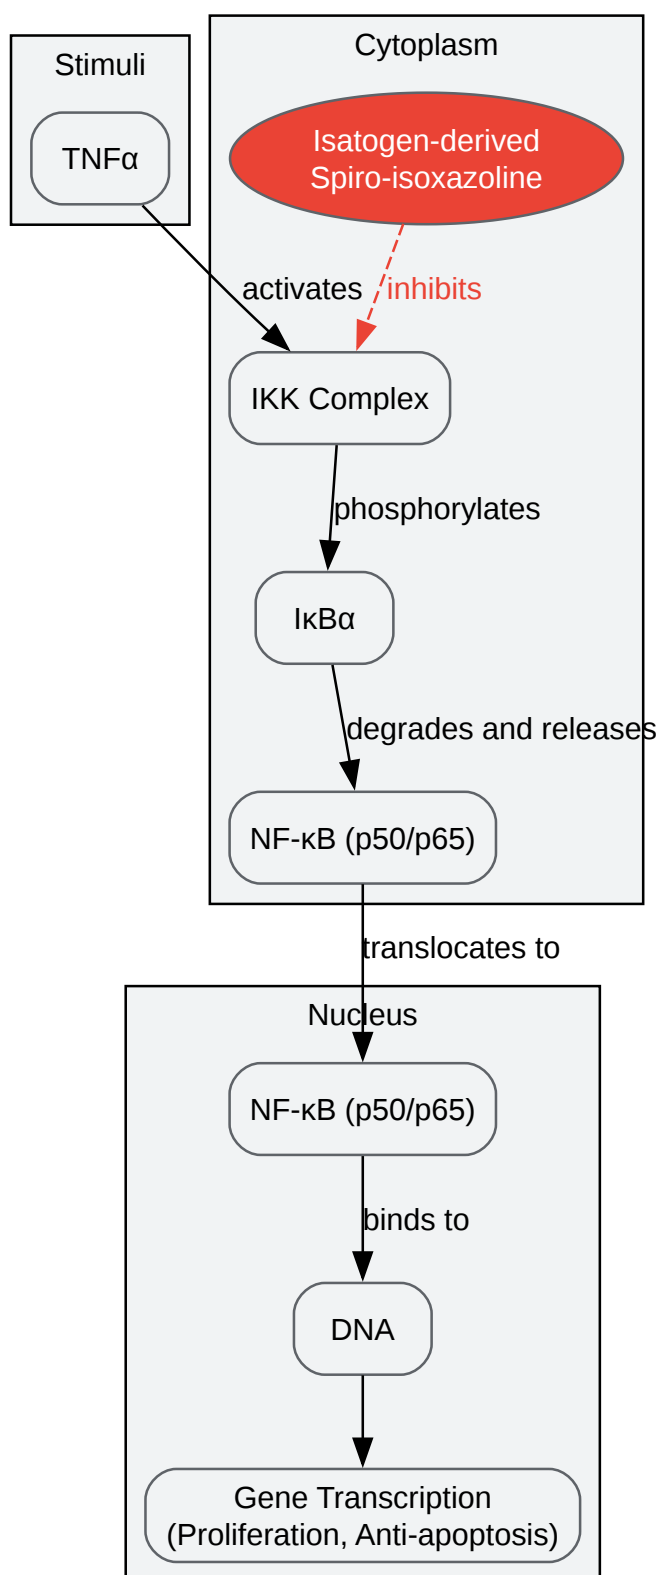 Stimuli
TNFα
Cytoplasm
Isatogen-derived
Spiro-isoxazoline
activates
inhibits
IKK Complex
phosphorylates
IκBα
degrades and releases
NF-κB (p50/p65)
translocates to
Nucleus
NF-κB (p50/p65)
binds to
DNA
Gene Transcription
(Proliferation, Anti-apoptosis)